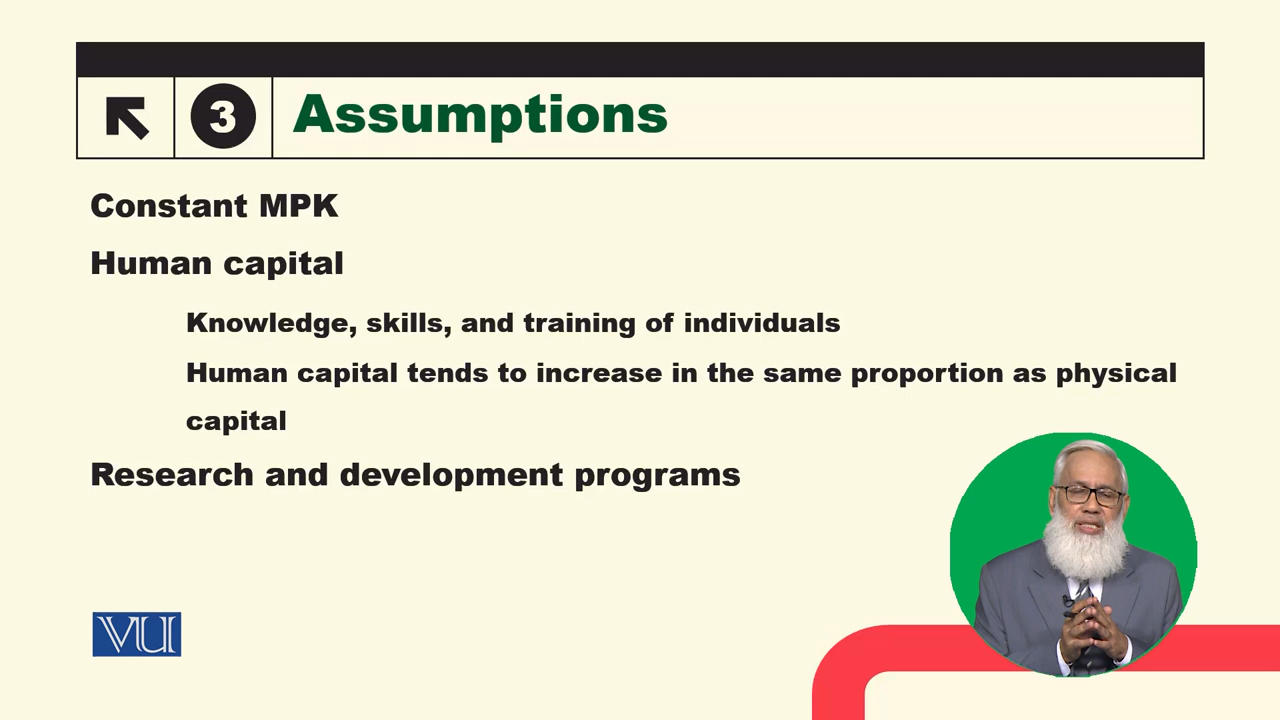 3 Assumptions
Constant MPK
Human capital
Knowledge, skills, and training of individuals
Human capital tends to increase in the same proportion as physical
capital
Research and development programs
VU